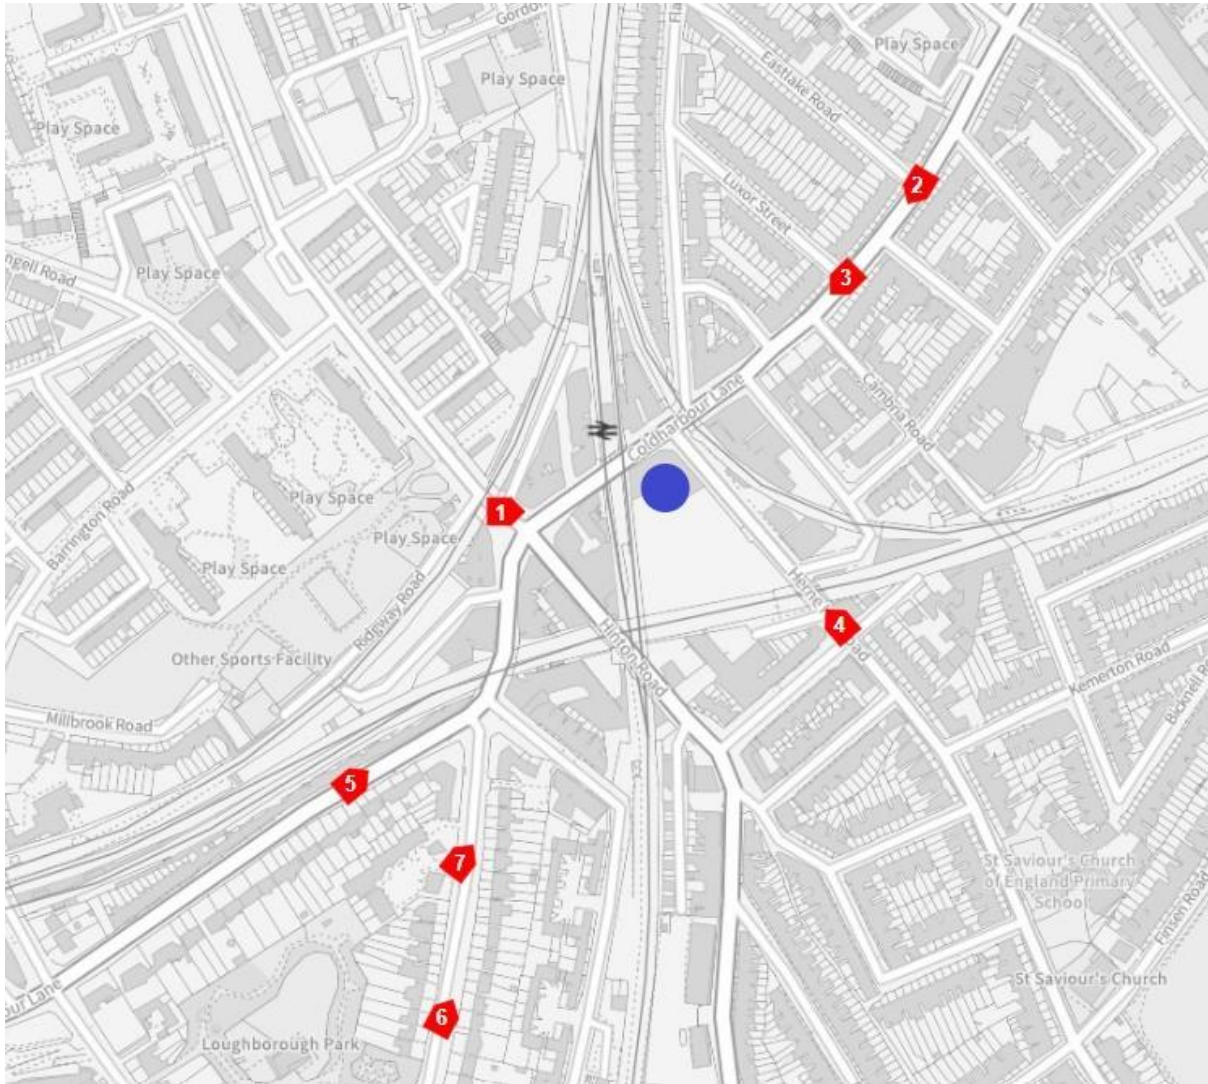 Gordon
Play Space
Play Space
Play Space
Eastlake Road
2
Luxor Street
ngell Road
Play Space
3
Cambria Road
Coldharbour Lane
Barrington Road
Play Space
1
Play Space
Play Space
Ridgway Road
Herne Road
4
Hinton Road
Other Sports Facility
Kemerton Road
Bicknell R
Millbrook Road
5
7
St Saviour's Church
of England Primary
School
Finsen Road
St Saviour's Church
our Lane
6
Loughborough Park